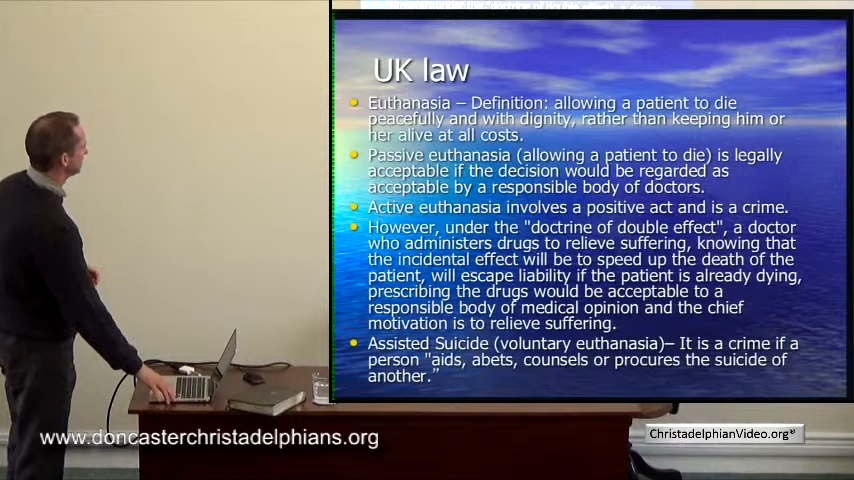 UK law
Euthanasia – Definition: allowing a patient to die
peacefully and with dignity, rather than keeping him or
her alive at all costs.
Passive euthanasia (allowing a patient to die) is legally
acceptable if the decision would be regarded as
acceptable by a responsible body of doctors.
Active euthanasia involves a positive act and is a crime.
However, under the "doctrine of double effect", a doctor
who administers drugs to relieve suffering, knowing that
the incidental effect will be to speed up the death of the
patient, will escape liability if the patient is already dying,
prescribing the drugs would be acceptable to a
responsible body of medical opinion and the chief
motivation is to relieve suffering.
Assisted Suicide (voluntary euthanasia)– It is a crime if a
person "aids, abets, counsels or procures the suicide of
another."
www.doncasterchristadelphians.org
ChristadelphianVideo.org®